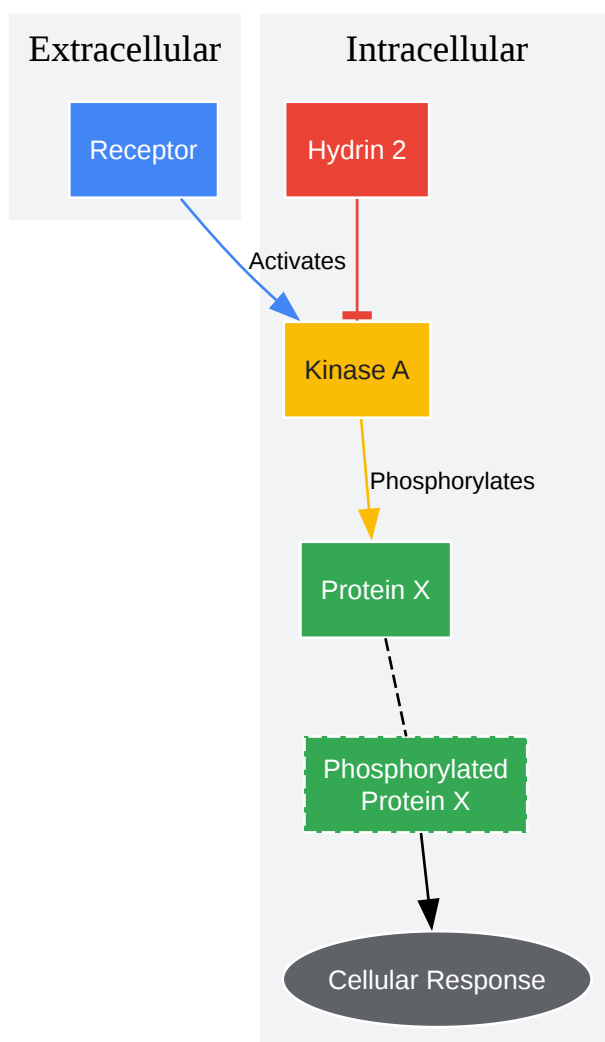 Extracellular
Intracellular
Receptor
Hydrin 2
Activates
Kinase A
Phosphorylates
Protein X
Phosphorylated
Protein X
Cellular Response